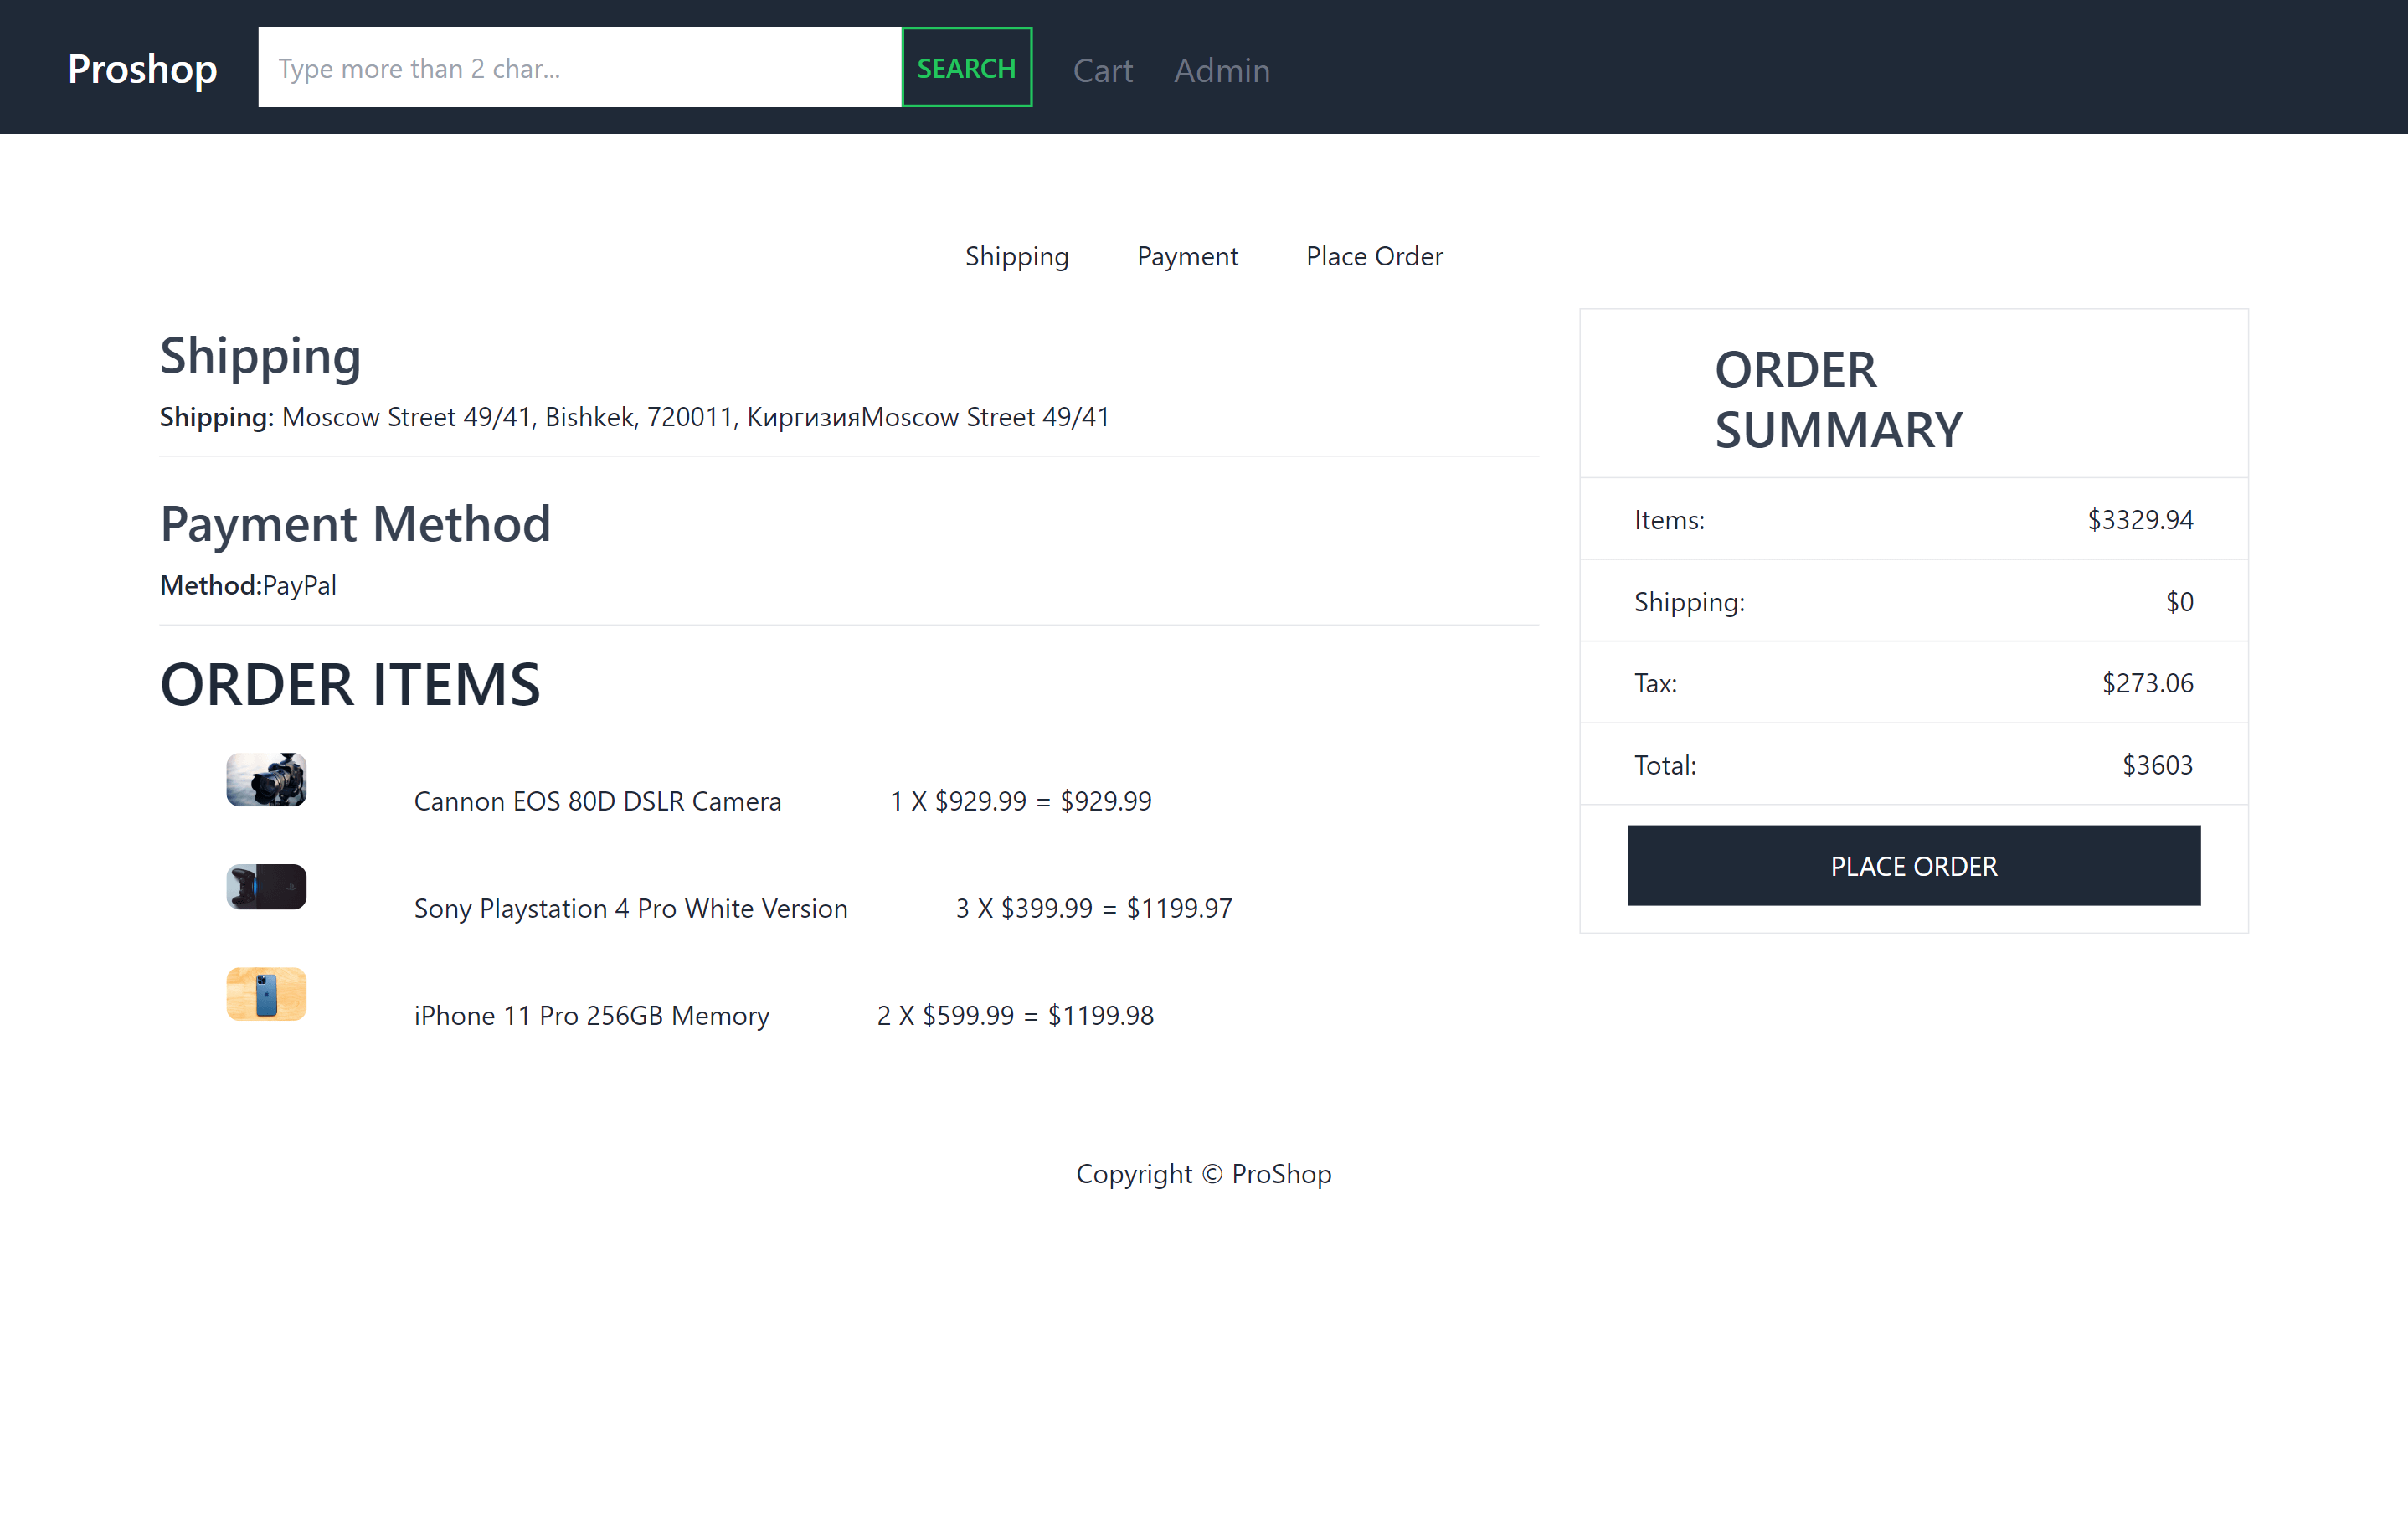 Proshop Type more than 2 char... SEARCH Cart Admin
Shipping Payment Place Order
Shipping
Shipping: Moscow Street 49/41, Bishkek, 720011, КиргизияMoscow Street 49/41
Payment Method
Method:PayPal
ORDER ITEMS
Cannon EOS 80D DSLR Camera 1 X $929.99 = $929.99
Sony Playstation 4 Pro White Version 3 X $399.99 = $1199.97
iPhone 11 Pro 256GB Memory 2 X $599.99 = $1199.98
ORDER
SUMMARY
Items: $3329.94
Shipping: $0
Tax: $273.06
Total: $3603
PLACE ORDER
Copyright © ProShop